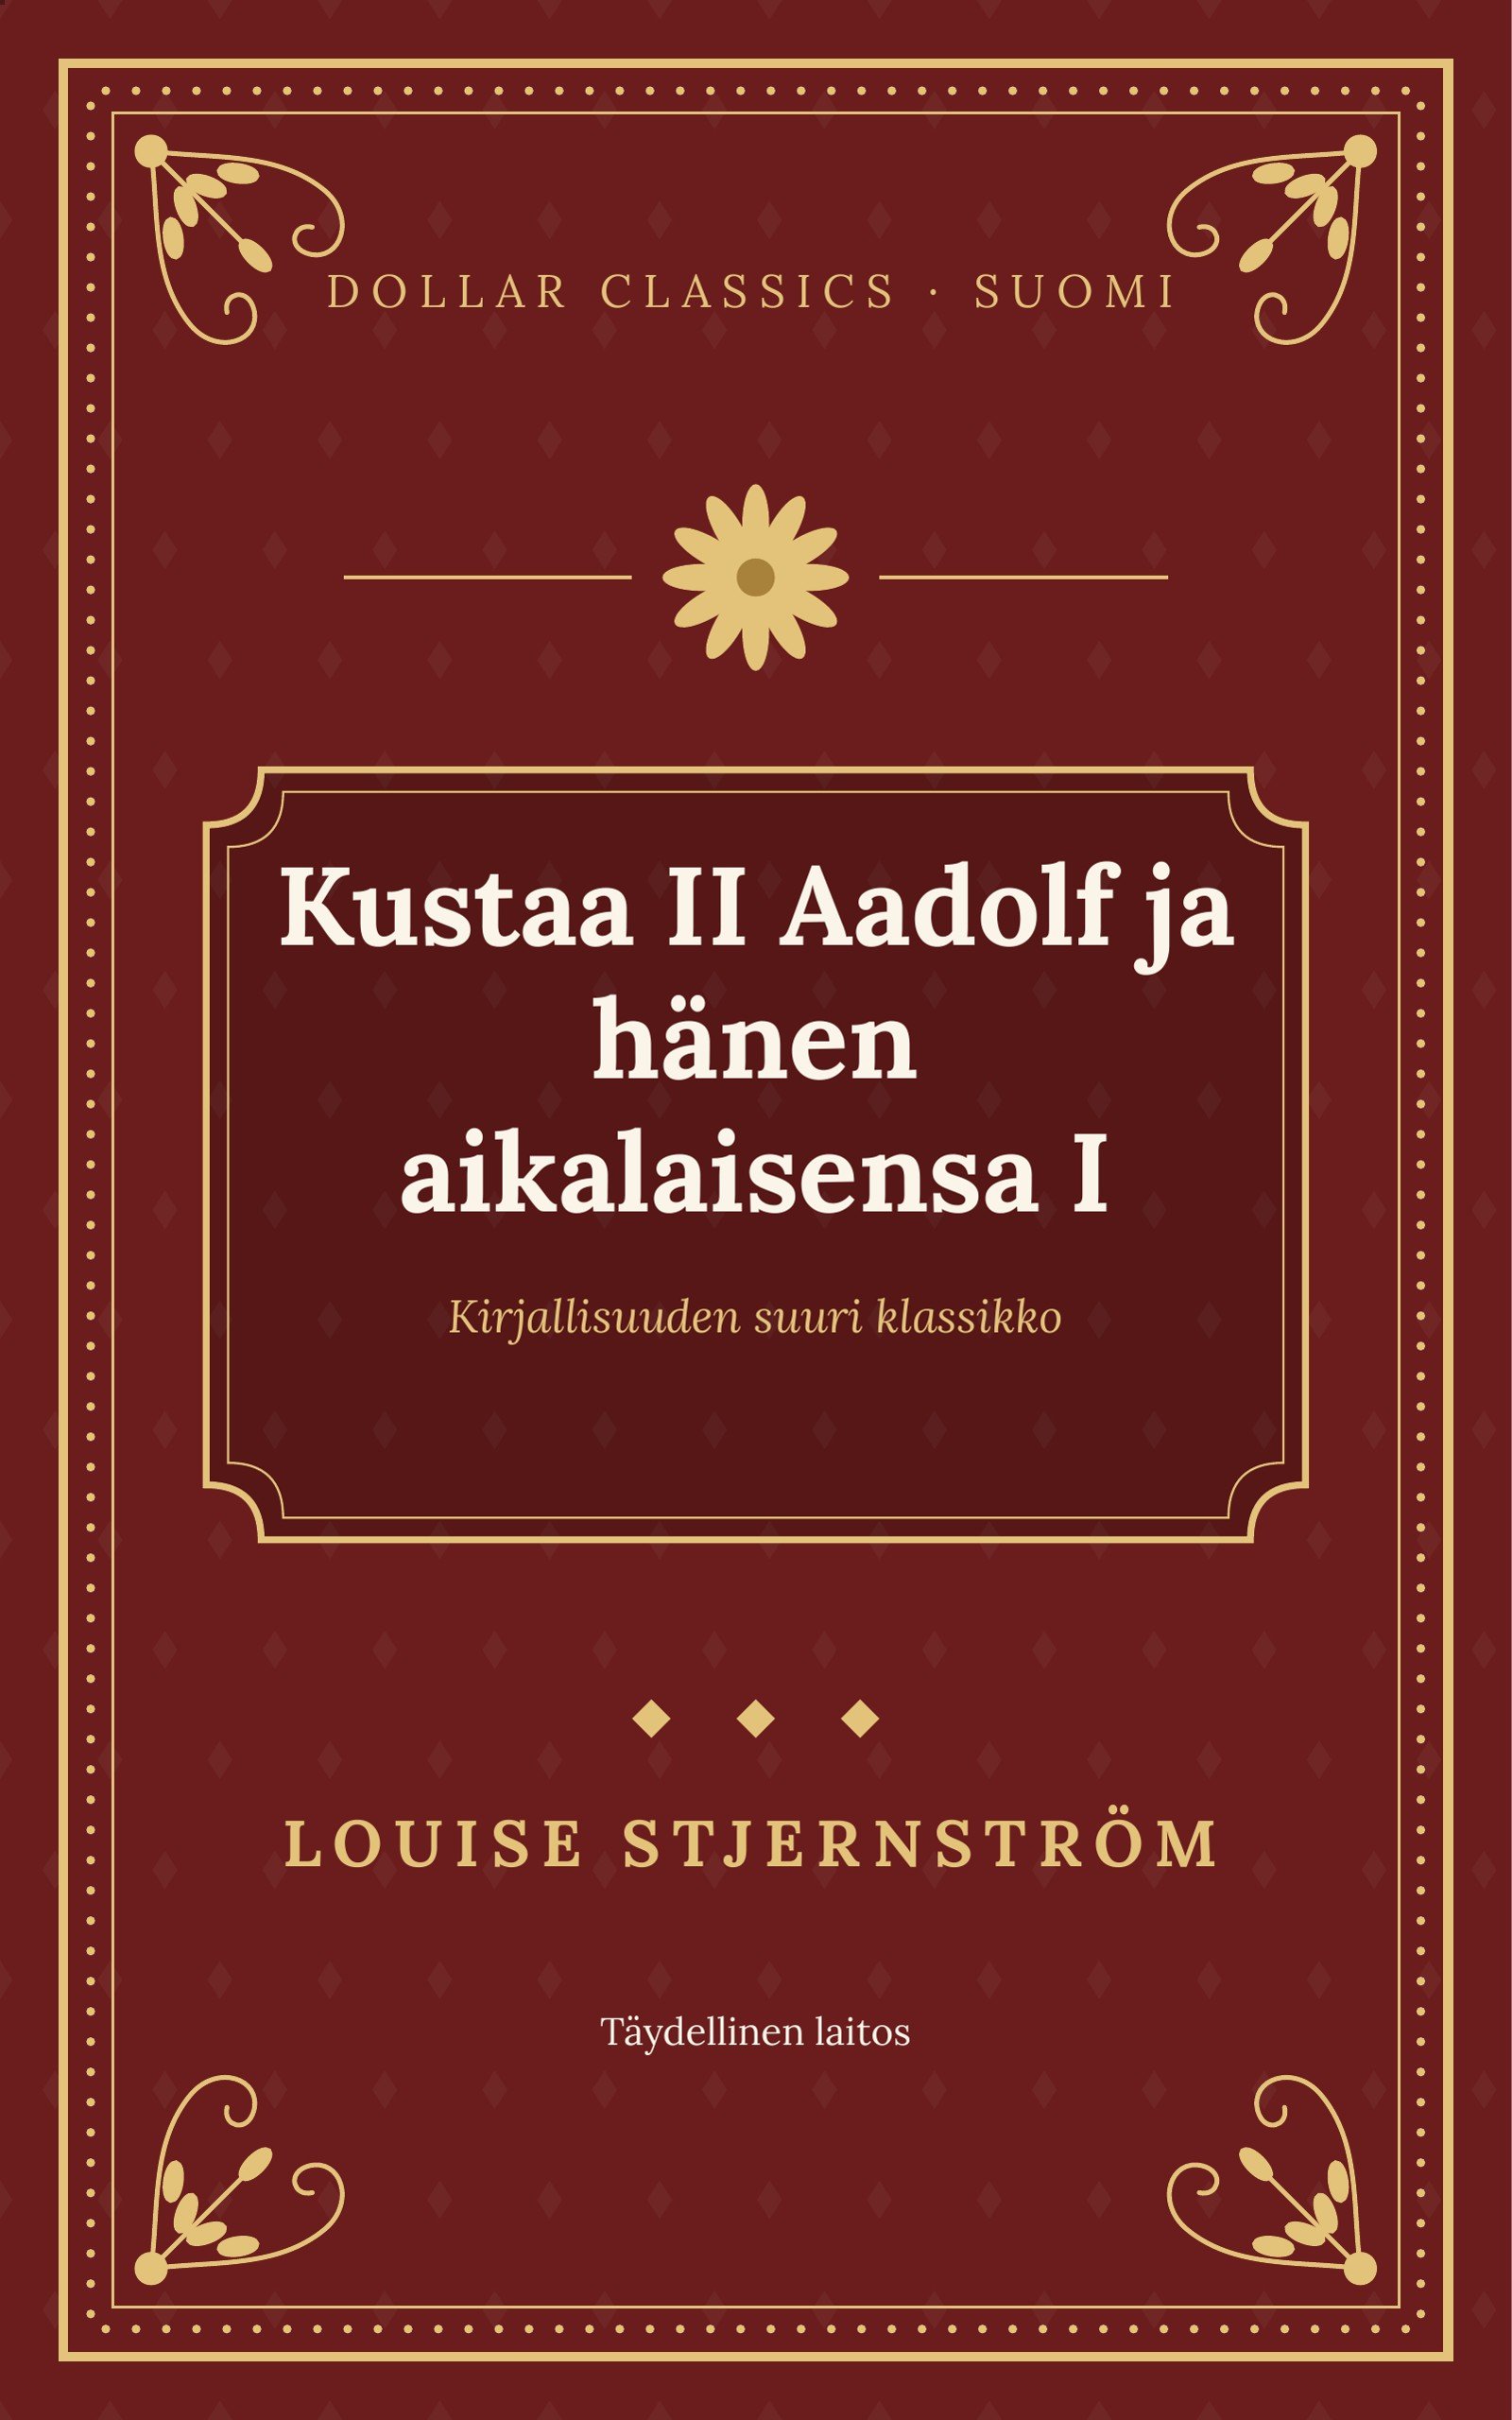 DOLLAR CLASSICS · SUOMI
Kustaa II Aadolf ja
hänen
aikalaisensa I
Kirjallisuuden suuri klassikko
LOUISE STJERNSTRÖM
Täydellinen laitos